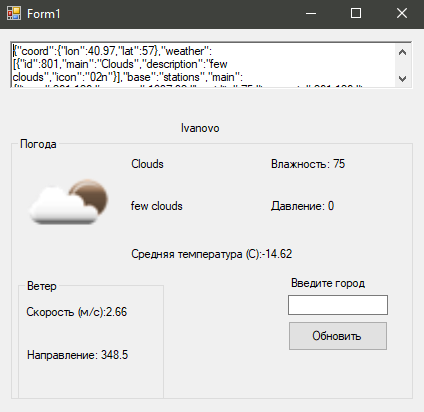 Form1
{"coord":{"lon":40.97,"lat":57},"weather":
[{"id":801,"main":"Clouds","description":"few
clouds","icon":"02n"}],"base":"stations","main":
Ivanovo
Погода
Clouds
Влажность: 75
few clouds
Давление: 0
Средняя температура (C):-14.62
Ветер
Скорость (м/с):2.66
Направление: 348.5
Введите город
Обновить